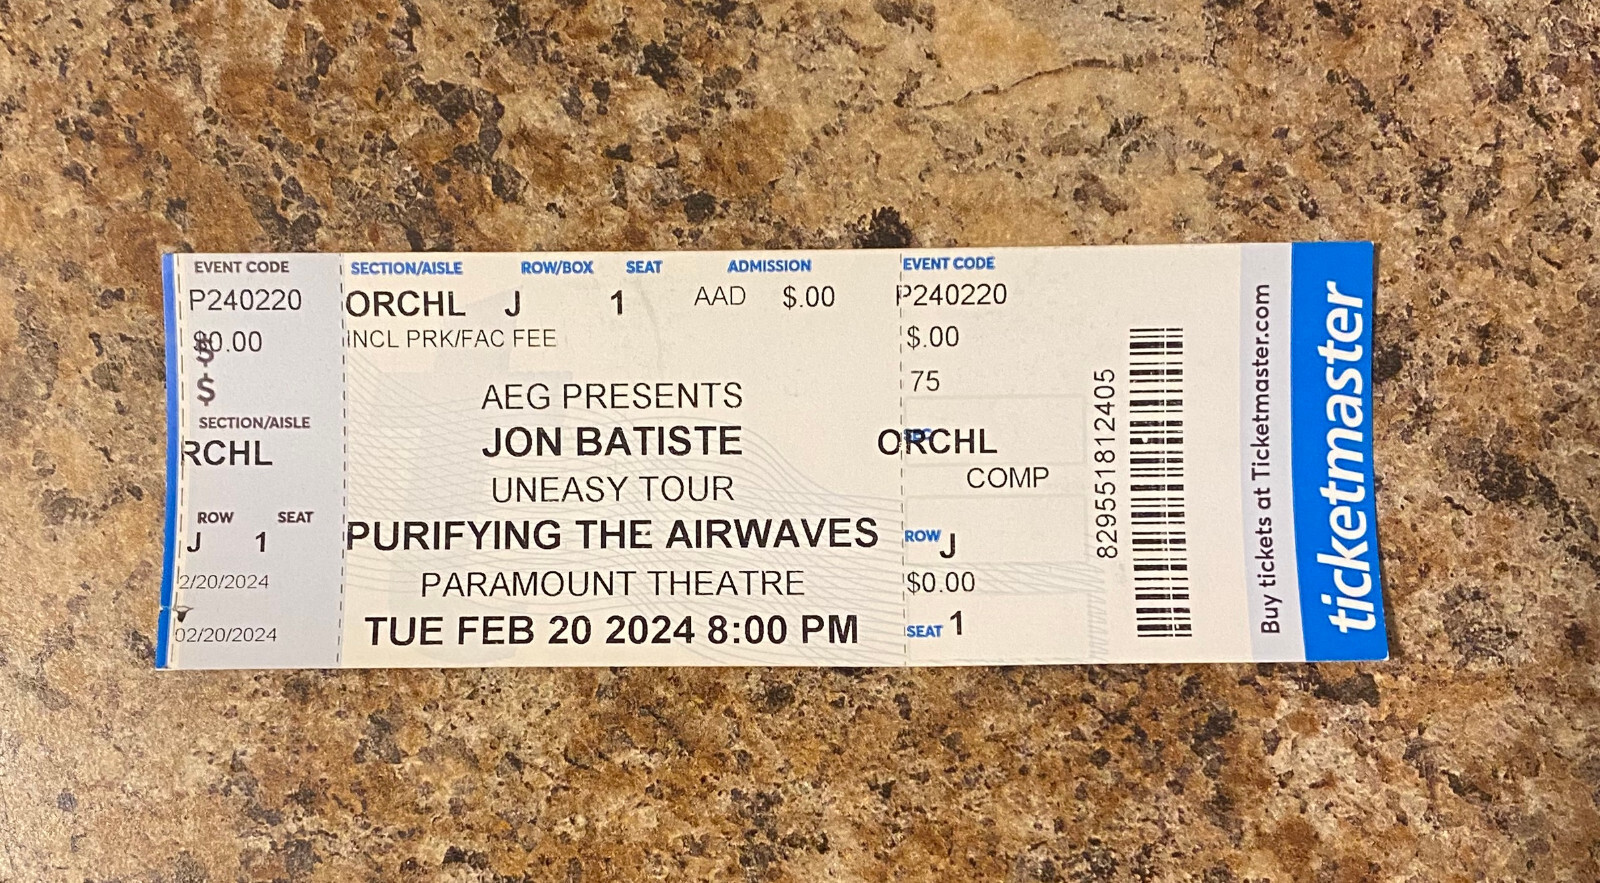 EVENT CODE
P240220
$0.00
$
$
SECTION/AISLE
RCHL
ROW SEAT
J 1
2/20/2024
02/20/2024
SECTION/AISLE ROW/BOX SEAT ADMISSION
ORCHL J 1 AAD $.00
INCL PRK/FAC FEE
AEG PRESENTS
JON BATISTE
UNEASY TOUR
PURIFYING THE AIRWAVES
PARAMOUNT THEATRE
TUE FEB 20 2024 8:00 PM
EVENT CODE
P240220
$.00
75
ORCHL
COMP
ROW J
$0.00
SEAT 1
829551812405
Buy tickets at Ticketmaster.com
ticketmaster